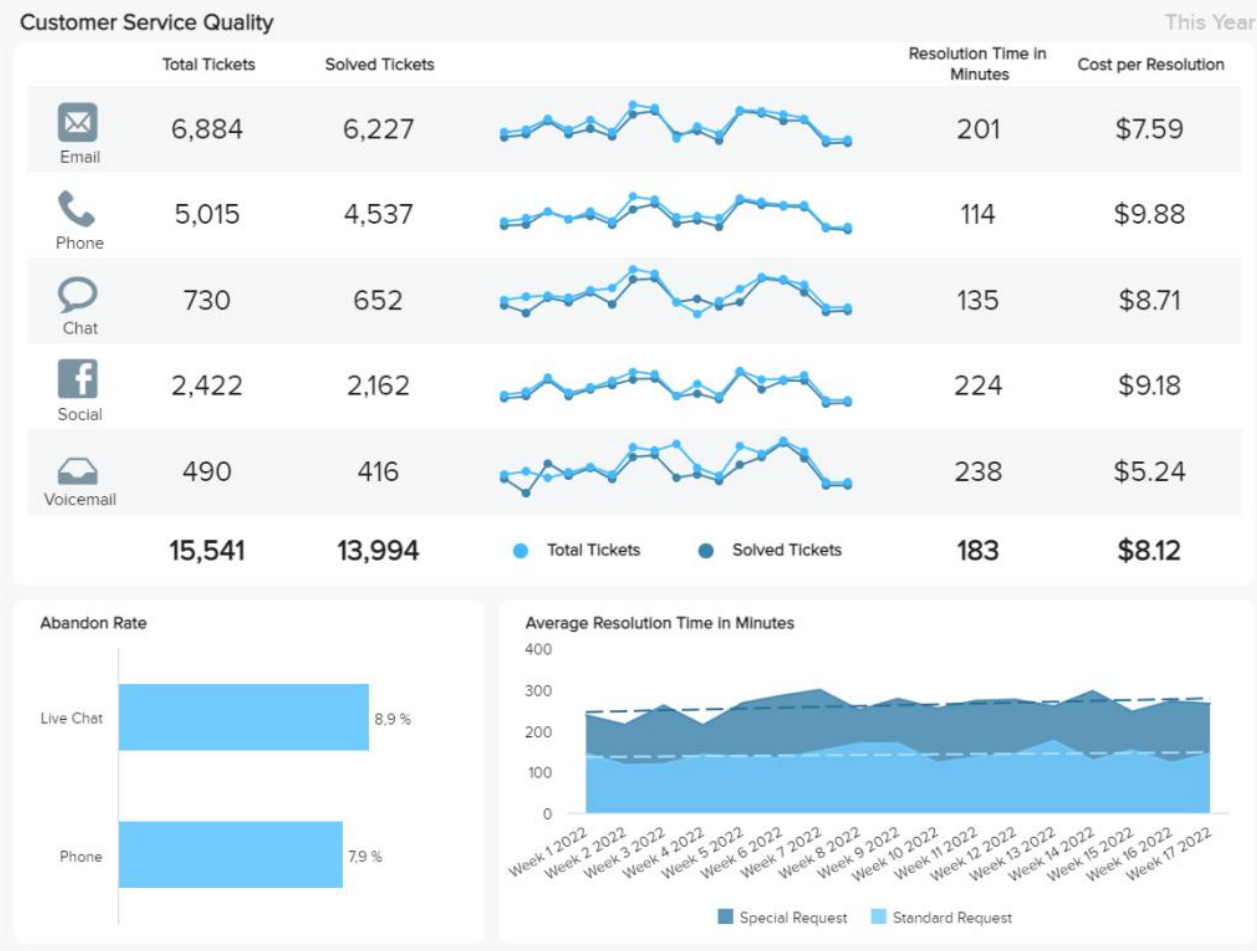 Customer Service Quality
This Year
Total Tickets
Solved Tickets
Resolution Time in
Minutes
Cost per Resolution
Email
6,884
6,227
201
$7.59
Phone
5,015
4,537
114
$9.88
Chat
730
652
135
$8.71
f
Social
2,422
2,162
224
$9.18
Voicemail
490
416
238
$5.24
15,541
13,994
Total Tickets
Solved Tickets
183
$8.12
Abandon Rate
Live Chat
8,9 %
Phone
7,9 %
Average Resolution Time in Minutes
400
300
200
100
0
Week 1 2022
Week 2 2022
Week 3 2022
Week 4 2022
Week 5 2022
Week 6 2022
Week 7 2022
Week 8 2022
Week 9 2022
Week 10 2022
Week 11 2022
Week 12 2022
Week 13 2022
Week 14 2022
Week 15 2022
Week 16 2022
Week 17 2022
Special Request
Standard Request